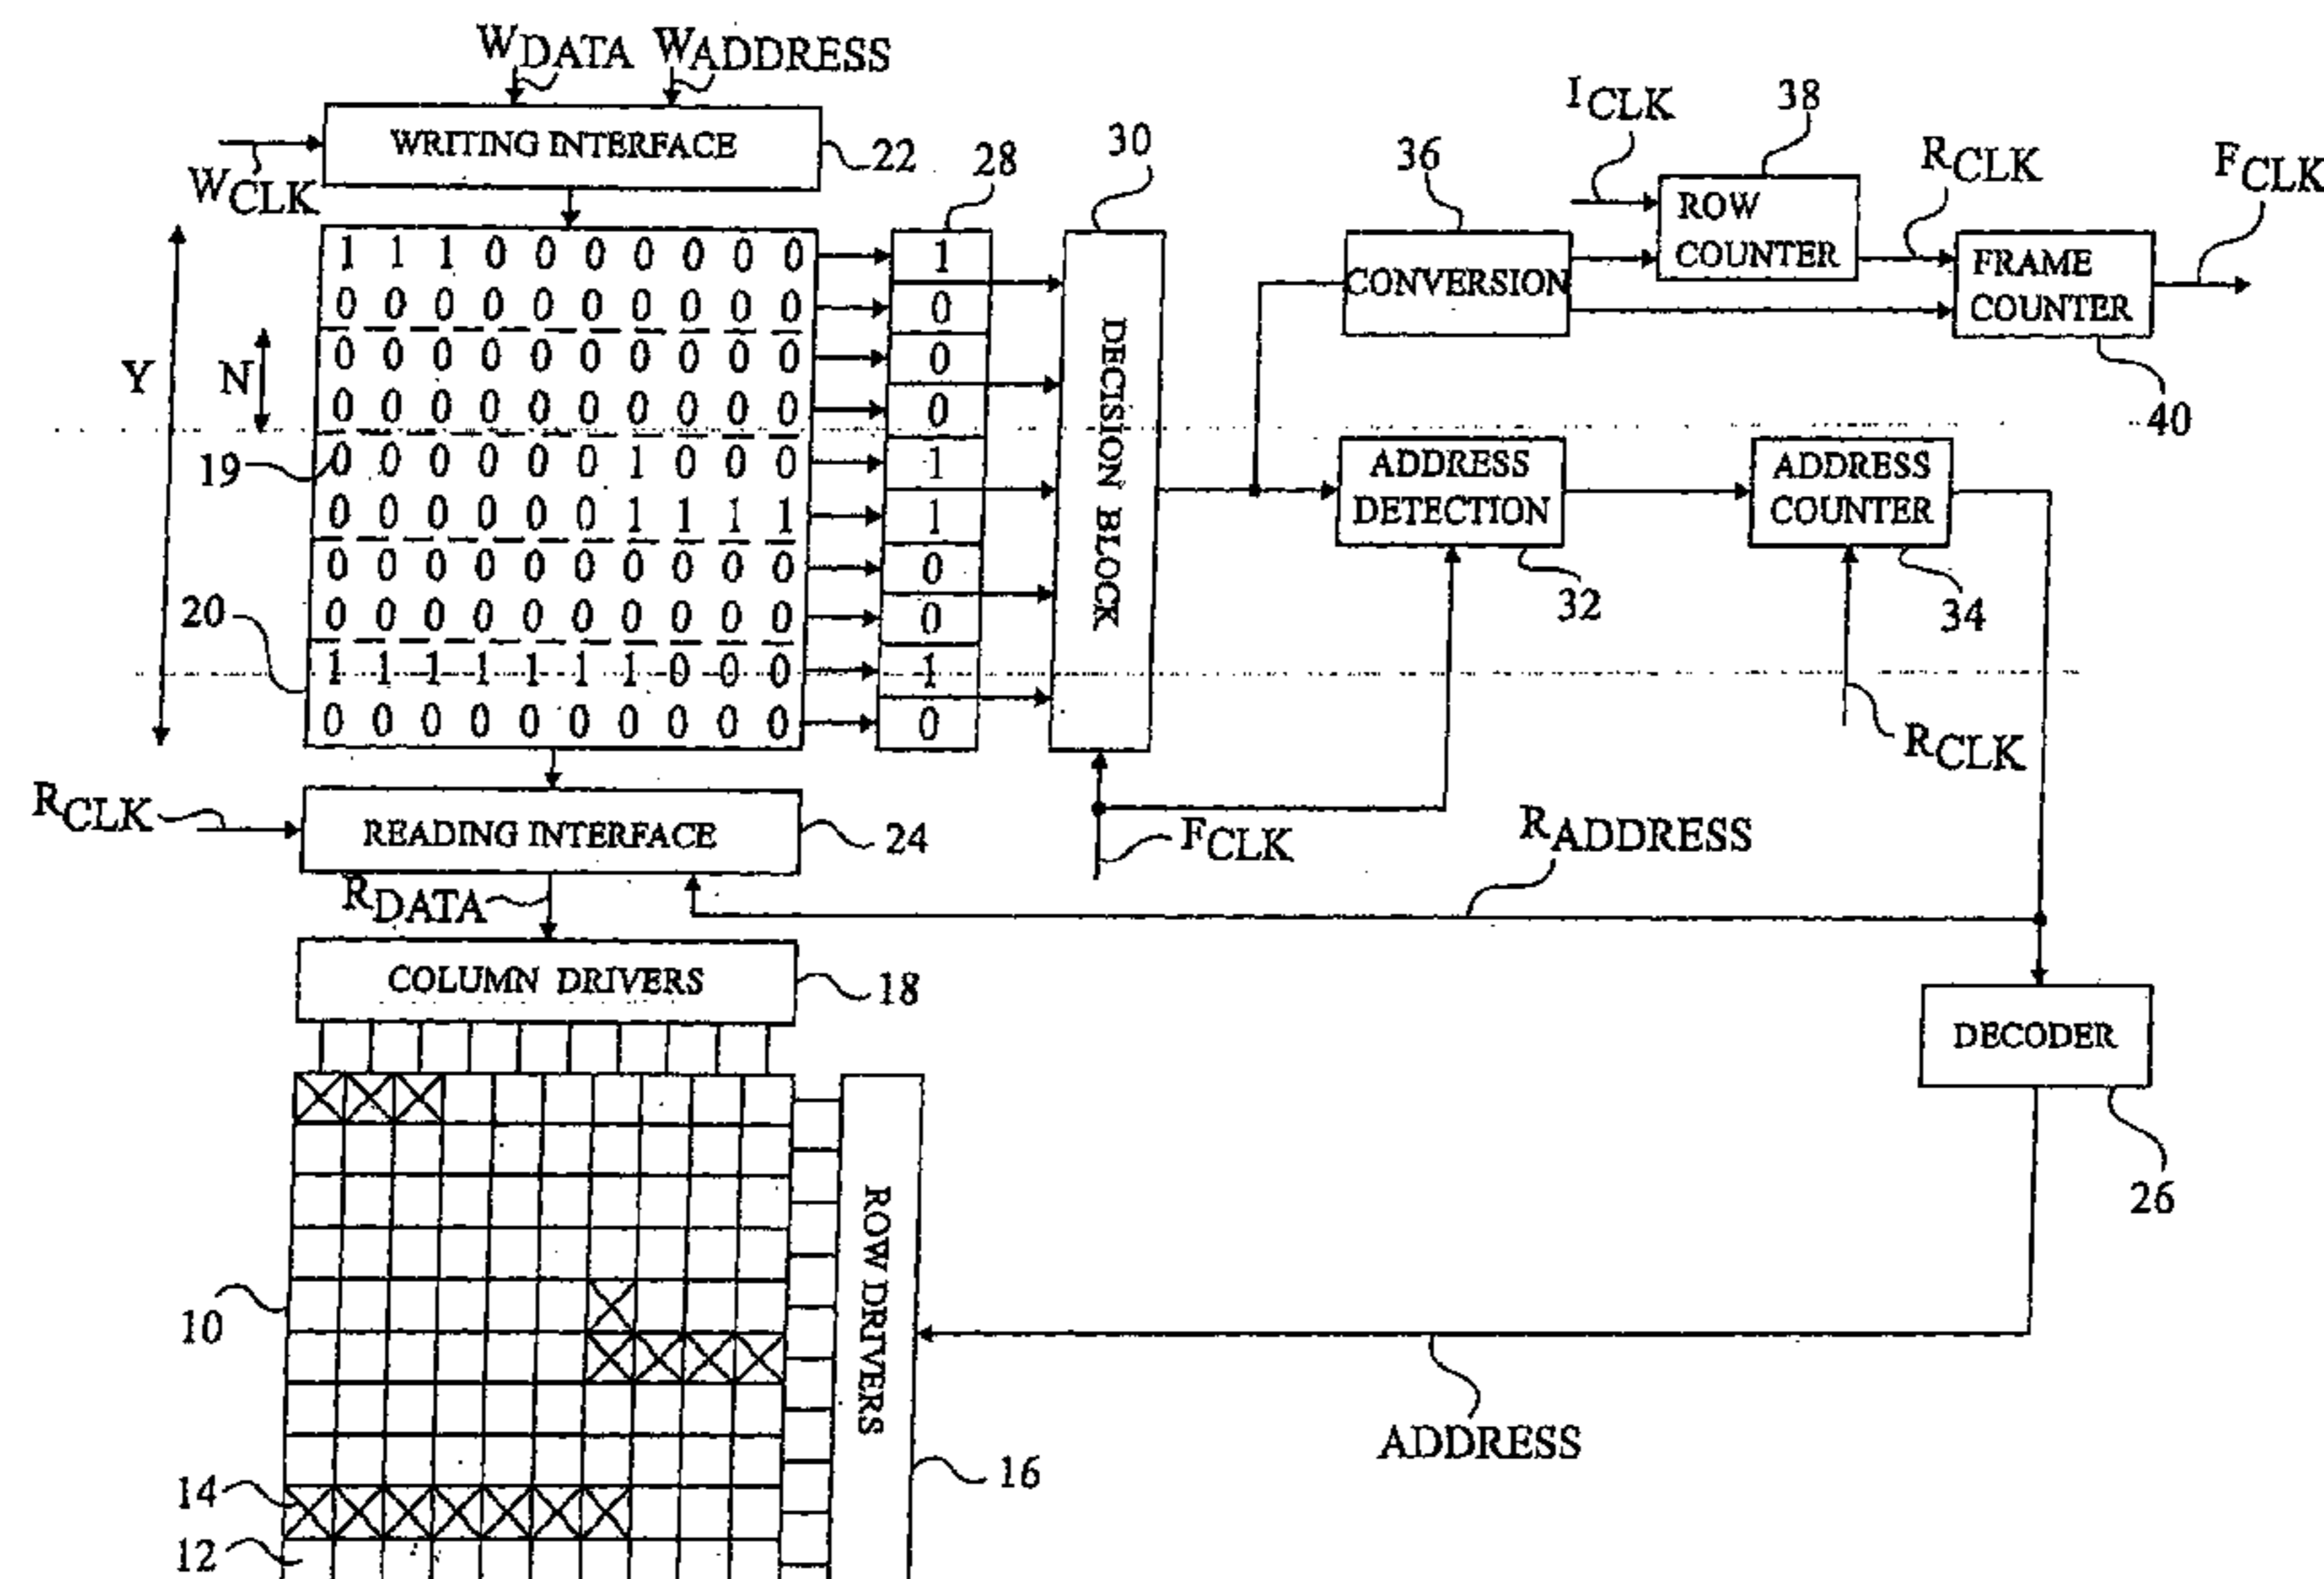 WDATA WADDRESS
WCLK
WRITING INTERFACE
22
28
30
36
ICLK
38
RCLK
FCLK
ROW
COUNTER
CONVERSION
FRAME
COUNTER
40
Y
N
19
20
1 1 1 0 0 0 0 0 0 0
0 0 0 0 0 0 0 0 0 0
0 0 0 0 0 0 0 0 0 0
0 0 0 0 0 0 0 0 0 0
0 0 0 0 0 0 1 0 0 0
0 0 0 0 0 0 1 1 1 1
0 0 0 0 0 0 0 0 0 0
0 0 0 0 0 0 0 0 0 0
1 1 1 1 1 1 1 0 0 0
0 0 0 0 0 0 0 0 0 0
1
0
0
0
1
1
0
0
1
0
DECISION BLOCK
ADDRESS
DETECTION
32
ADDRESS
COUNTER
34
RCLK
RCLK
READING INTERFACE
24
FCLK
RADDRESS
RDATA
COLUMN DRIVERS
18
DECODER
26
ROW DRIVERS
10
16
ADDRESS
14
12